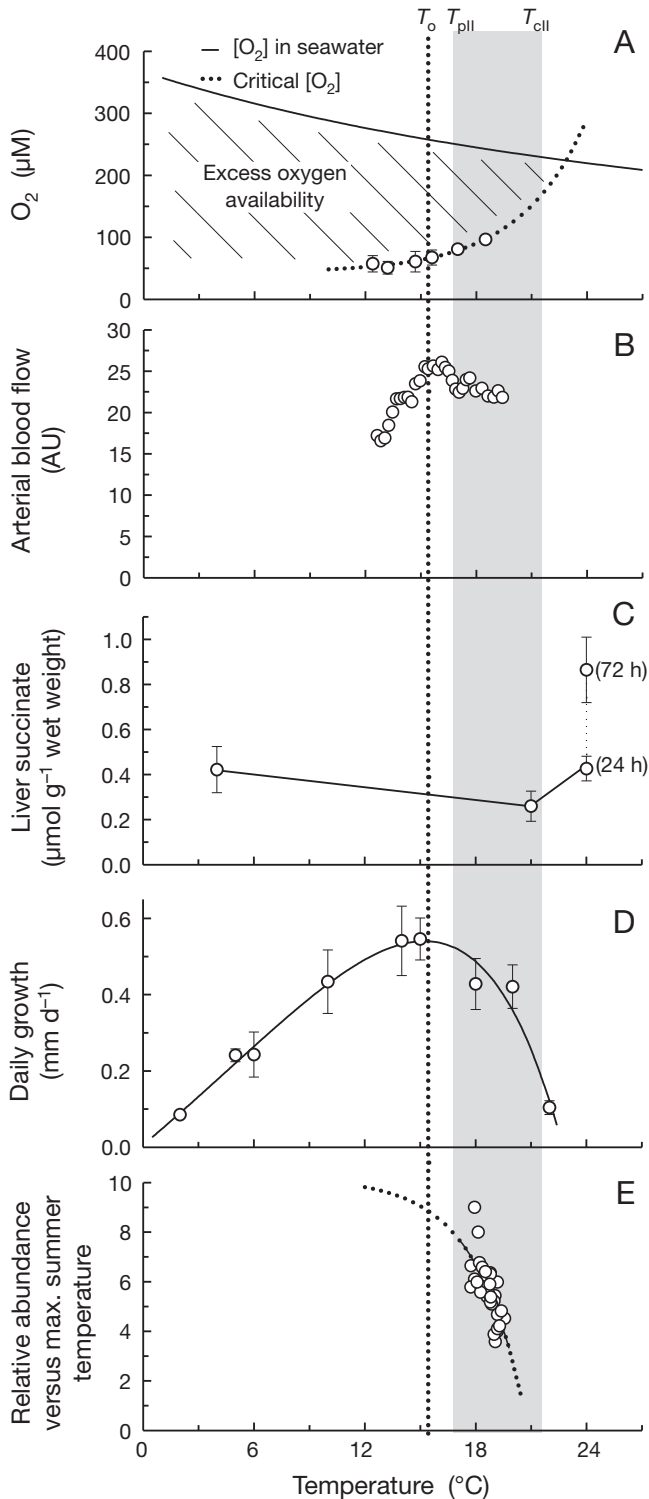 T₀ T_pII T_cII
A
[O₂] in seawater
Critical [O₂]
Excess oxygen
availability
O₂ (µM)
400
300
200
100
0
B
Arterial blood flow
(AU)
30
25
20
15
10
5
0
C
Liver succinate
(µmol g⁻¹ wet weight)
1.0
0.8
0.6
0.4
0.2
0.0
(72 h)
(24 h)
D
Daily growth
(mm d⁻¹)
0.6
0.4
0.2
0.0
E
Relative abundance
versus max. summer
temperature
10
8
6
4
2
0
0 6 12 18 24
Temperature (°C)